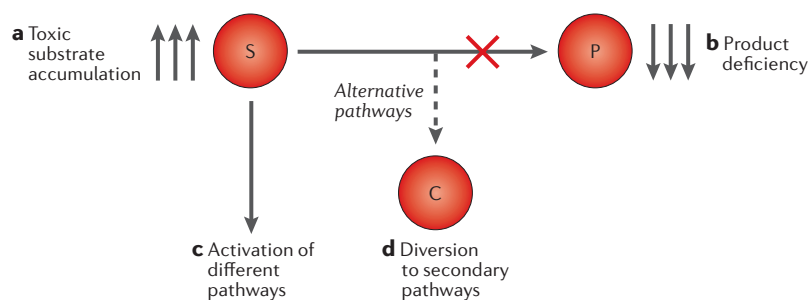 a Toxic
substrate
accumulation
S
P
b Product
deficiency
Alternative
pathways
C
c Activation of
different
pathways
d Diversion
to secondary
pathways